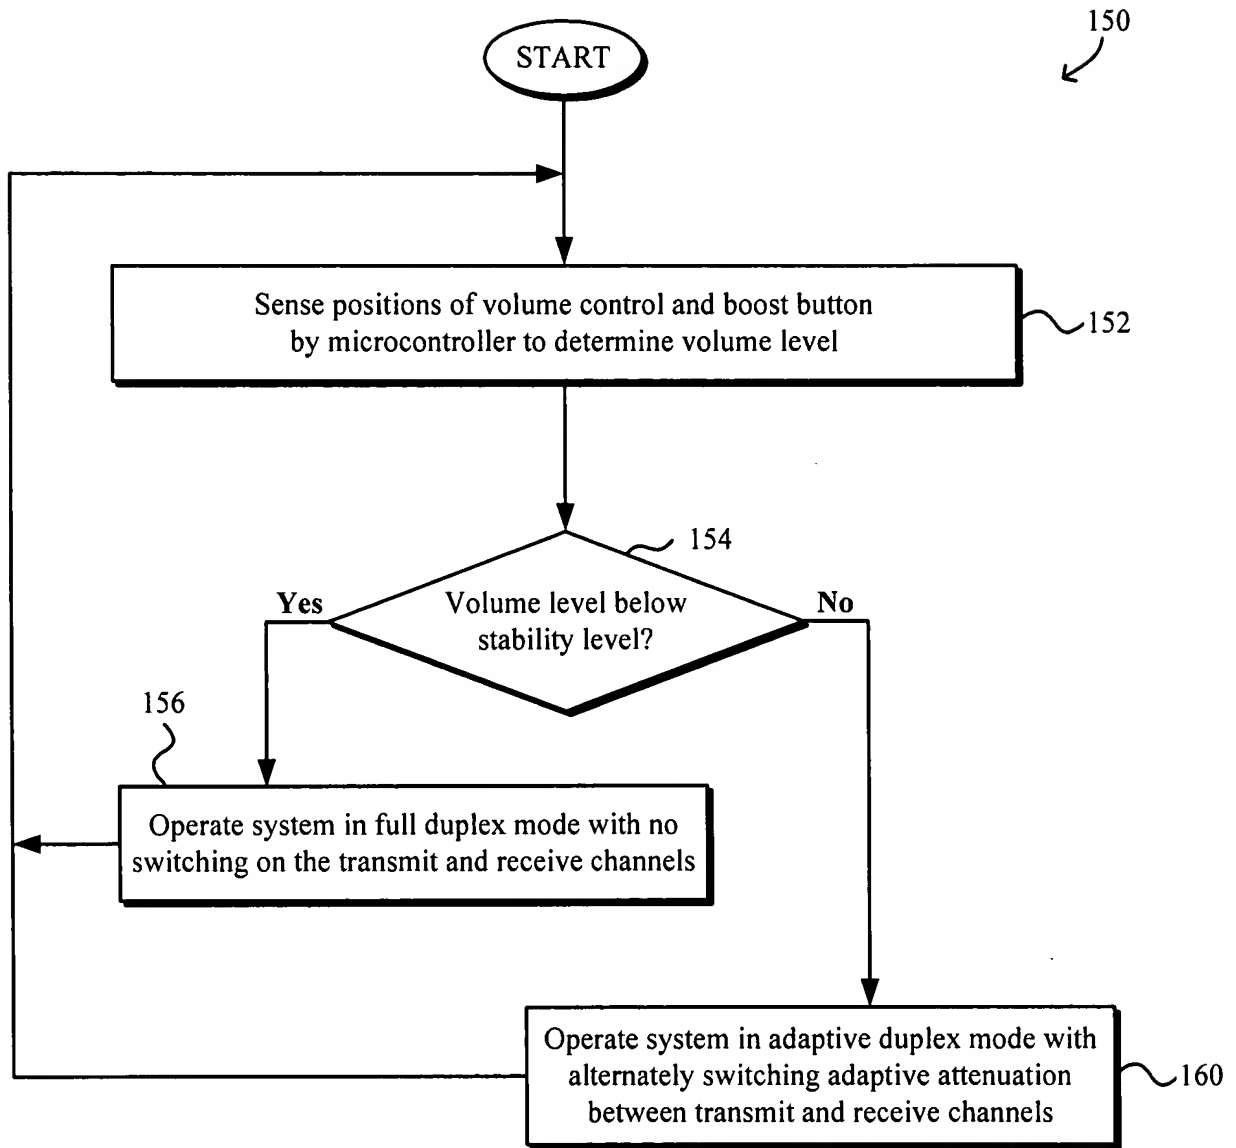 150
START
Sense positions of volume control and boost button
by microcontroller to determine volume level
152
154
Yes
Volume level below
stability level?
No
156
Operate system in full duplex mode with no
switching on the transmit and receive channels
Operate system in adaptive duplex mode with
alternately switching adaptive attenuation
between transmit and receive channels
160